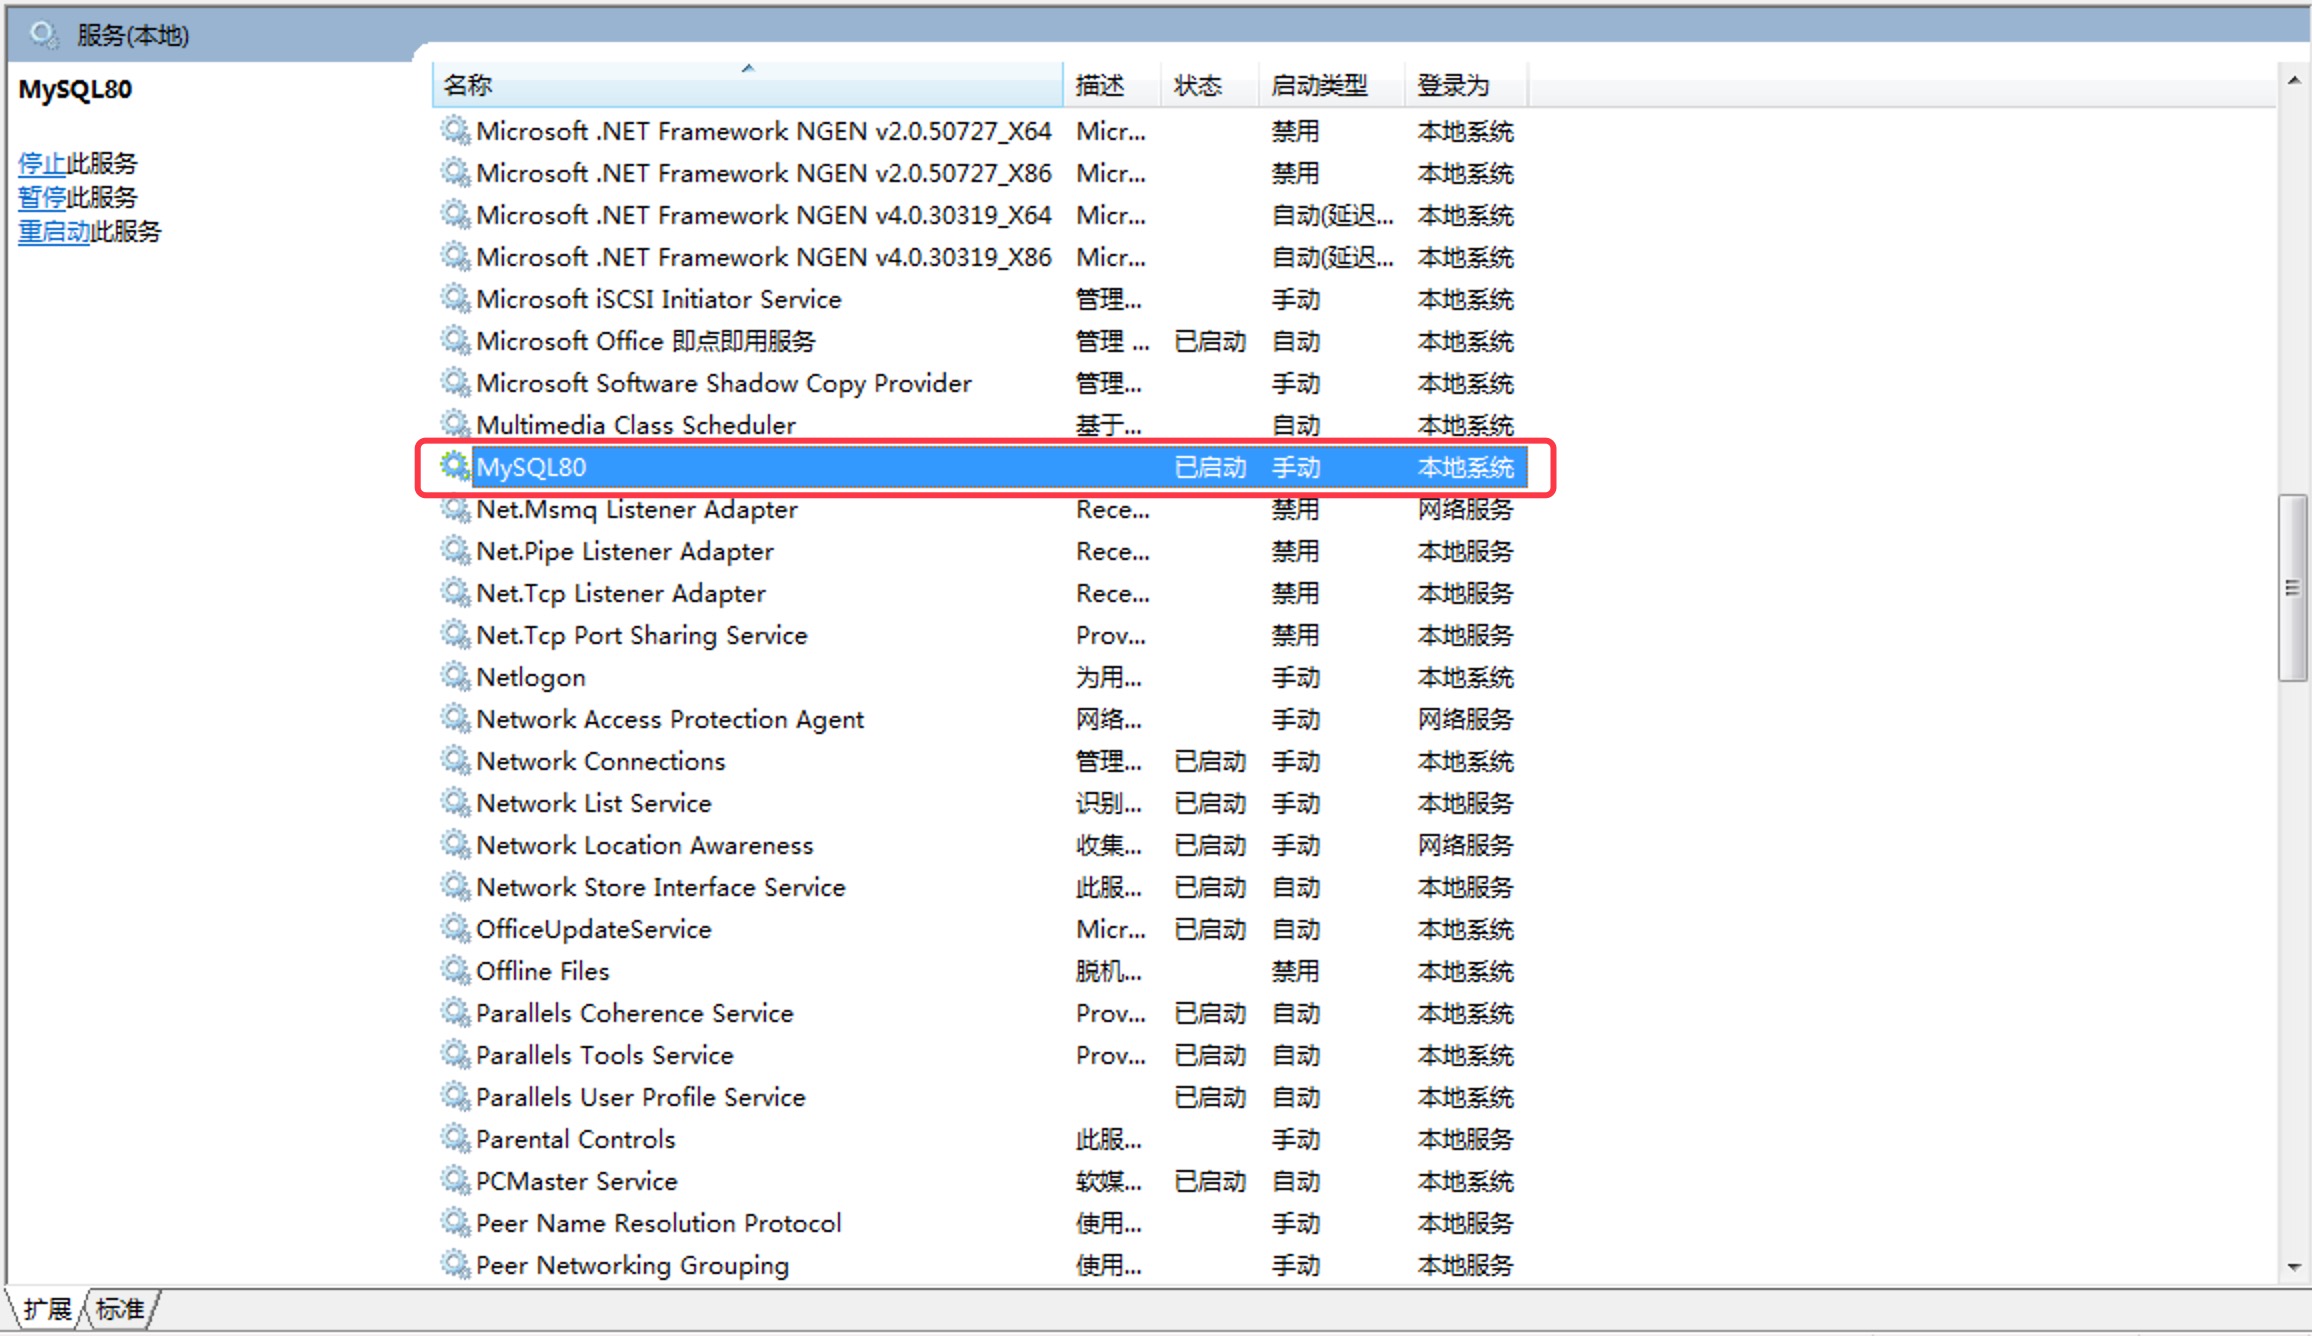 服务(本地)
MySQL80
停止此服务
暂停此服务
重启动此服务
名称 描述 状态 启动类型 登录为
Microsoft .NET Framework NGEN v2.0.50727_X64 Micr... 禁用 本地系统
Microsoft .NET Framework NGEN v2.0.50727_X86 Micr... 禁用 本地系统
Microsoft .NET Framework NGEN v4.0.30319_X64 Micr... 自动(延迟... 本地系统
Microsoft .NET Framework NGEN v4.0.30319_X86 Micr... 自动(延迟... 本地系统
Microsoft iSCSI Initiator Service 管理... 手动 本地系统
Microsoft Office 即点即用服务 管理 ... 已启动 自动 本地系统
Microsoft Software Shadow Copy Provider 管理... 手动 本地系统
Multimedia Class Scheduler 基于... 自动 本地系统
MySQL80 已启动 手动 本地系统
Net.Msmq Listener Adapter Rece... 禁用 网络服务
Net.Pipe Listener Adapter Rece... 禁用 本地服务
Net.Tcp Listener Adapter Rece... 禁用 本地服务
Net.Tcp Port Sharing Service Prov... 禁用 本地服务
Netlogon 为用... 手动 本地系统
Network Access Protection Agent 网络... 手动 网络服务
Network Connections 管理... 已启动 手动 本地系统
Network List Service 识别... 已启动 手动 本地服务
Network Location Awareness 收集... 已启动 手动 网络服务
Network Store Interface Service 此服... 已启动 自动 本地服务
OfficeUpdateService Micr... 已启动 自动 本地系统
Offline Files 脱机... 禁用 本地系统
Parallels Coherence Service Prov... 已启动 自动 本地系统
Parallels Tools Service Prov... 已启动 自动 本地系统
Parallels User Profile Service 已启动 自动 本地系统
Parental Controls 此服... 手动 本地服务
PCMaster Service 软媒... 已启动 自动 本地系统
Peer Name Resolution Protocol 使用... 手动 本地服务
Peer Networking Grouping 使用... 手动 本地服务
扩展 标准